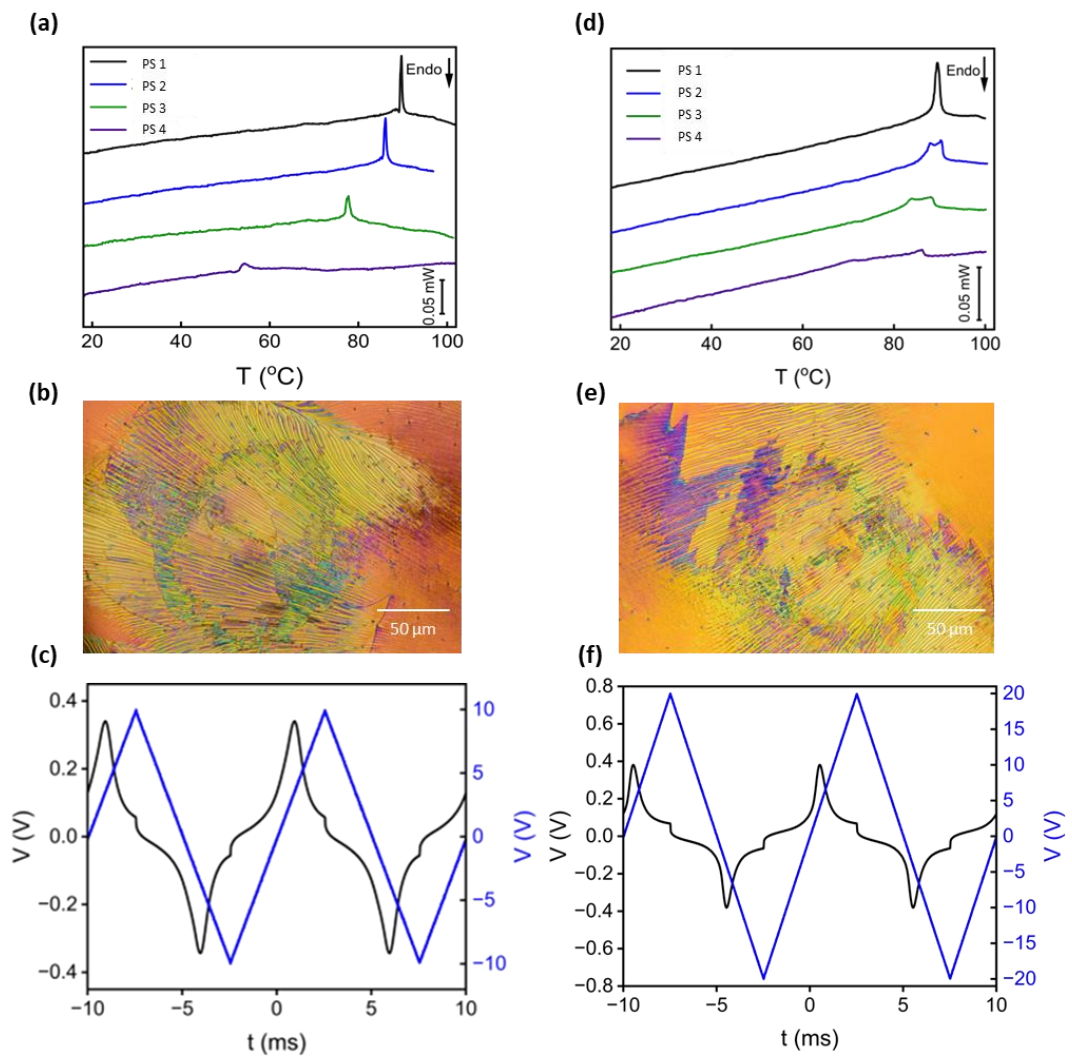 (a)
PS 1
PS 2
PS 3
PS 4
Endo
0.05 mW
20 40 60 80 100
T (°C)
(d)
PS 1
PS 2
PS 3
PS 4
Endo
0.05 mW
20 40 60 80 100
T (°C)
(b)
50 µm
(e)
50 µm
(c)
V (V)
0.4
0.2
0.0
−0.2
−0.4
−10 −5 0 5 10
t (ms)
10
5
0
−5
−10
V (V)
(f)
V (V)
0.8
0.6
0.4
0.2
0.0
−0.2
−0.4
−0.6
−0.8
−10 −5 0 5 10
t (ms)
20
15
10
5
0
−5
−10
−15
−20
V (V)